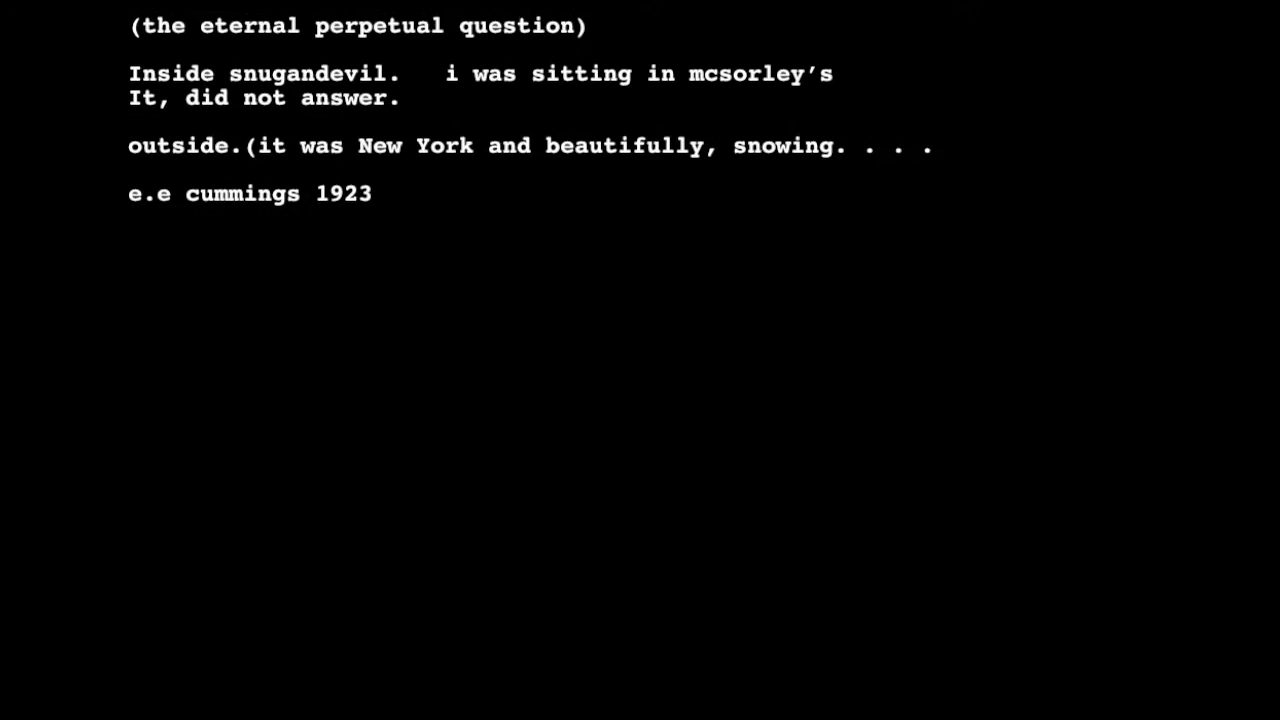 (the eternal perpetual question)
Inside snugandevil.   i was sitting in mcsorley’s
It, did not answer.
outside.(it was New York and beautifully, snowing. . . .
e.e cummings 1923